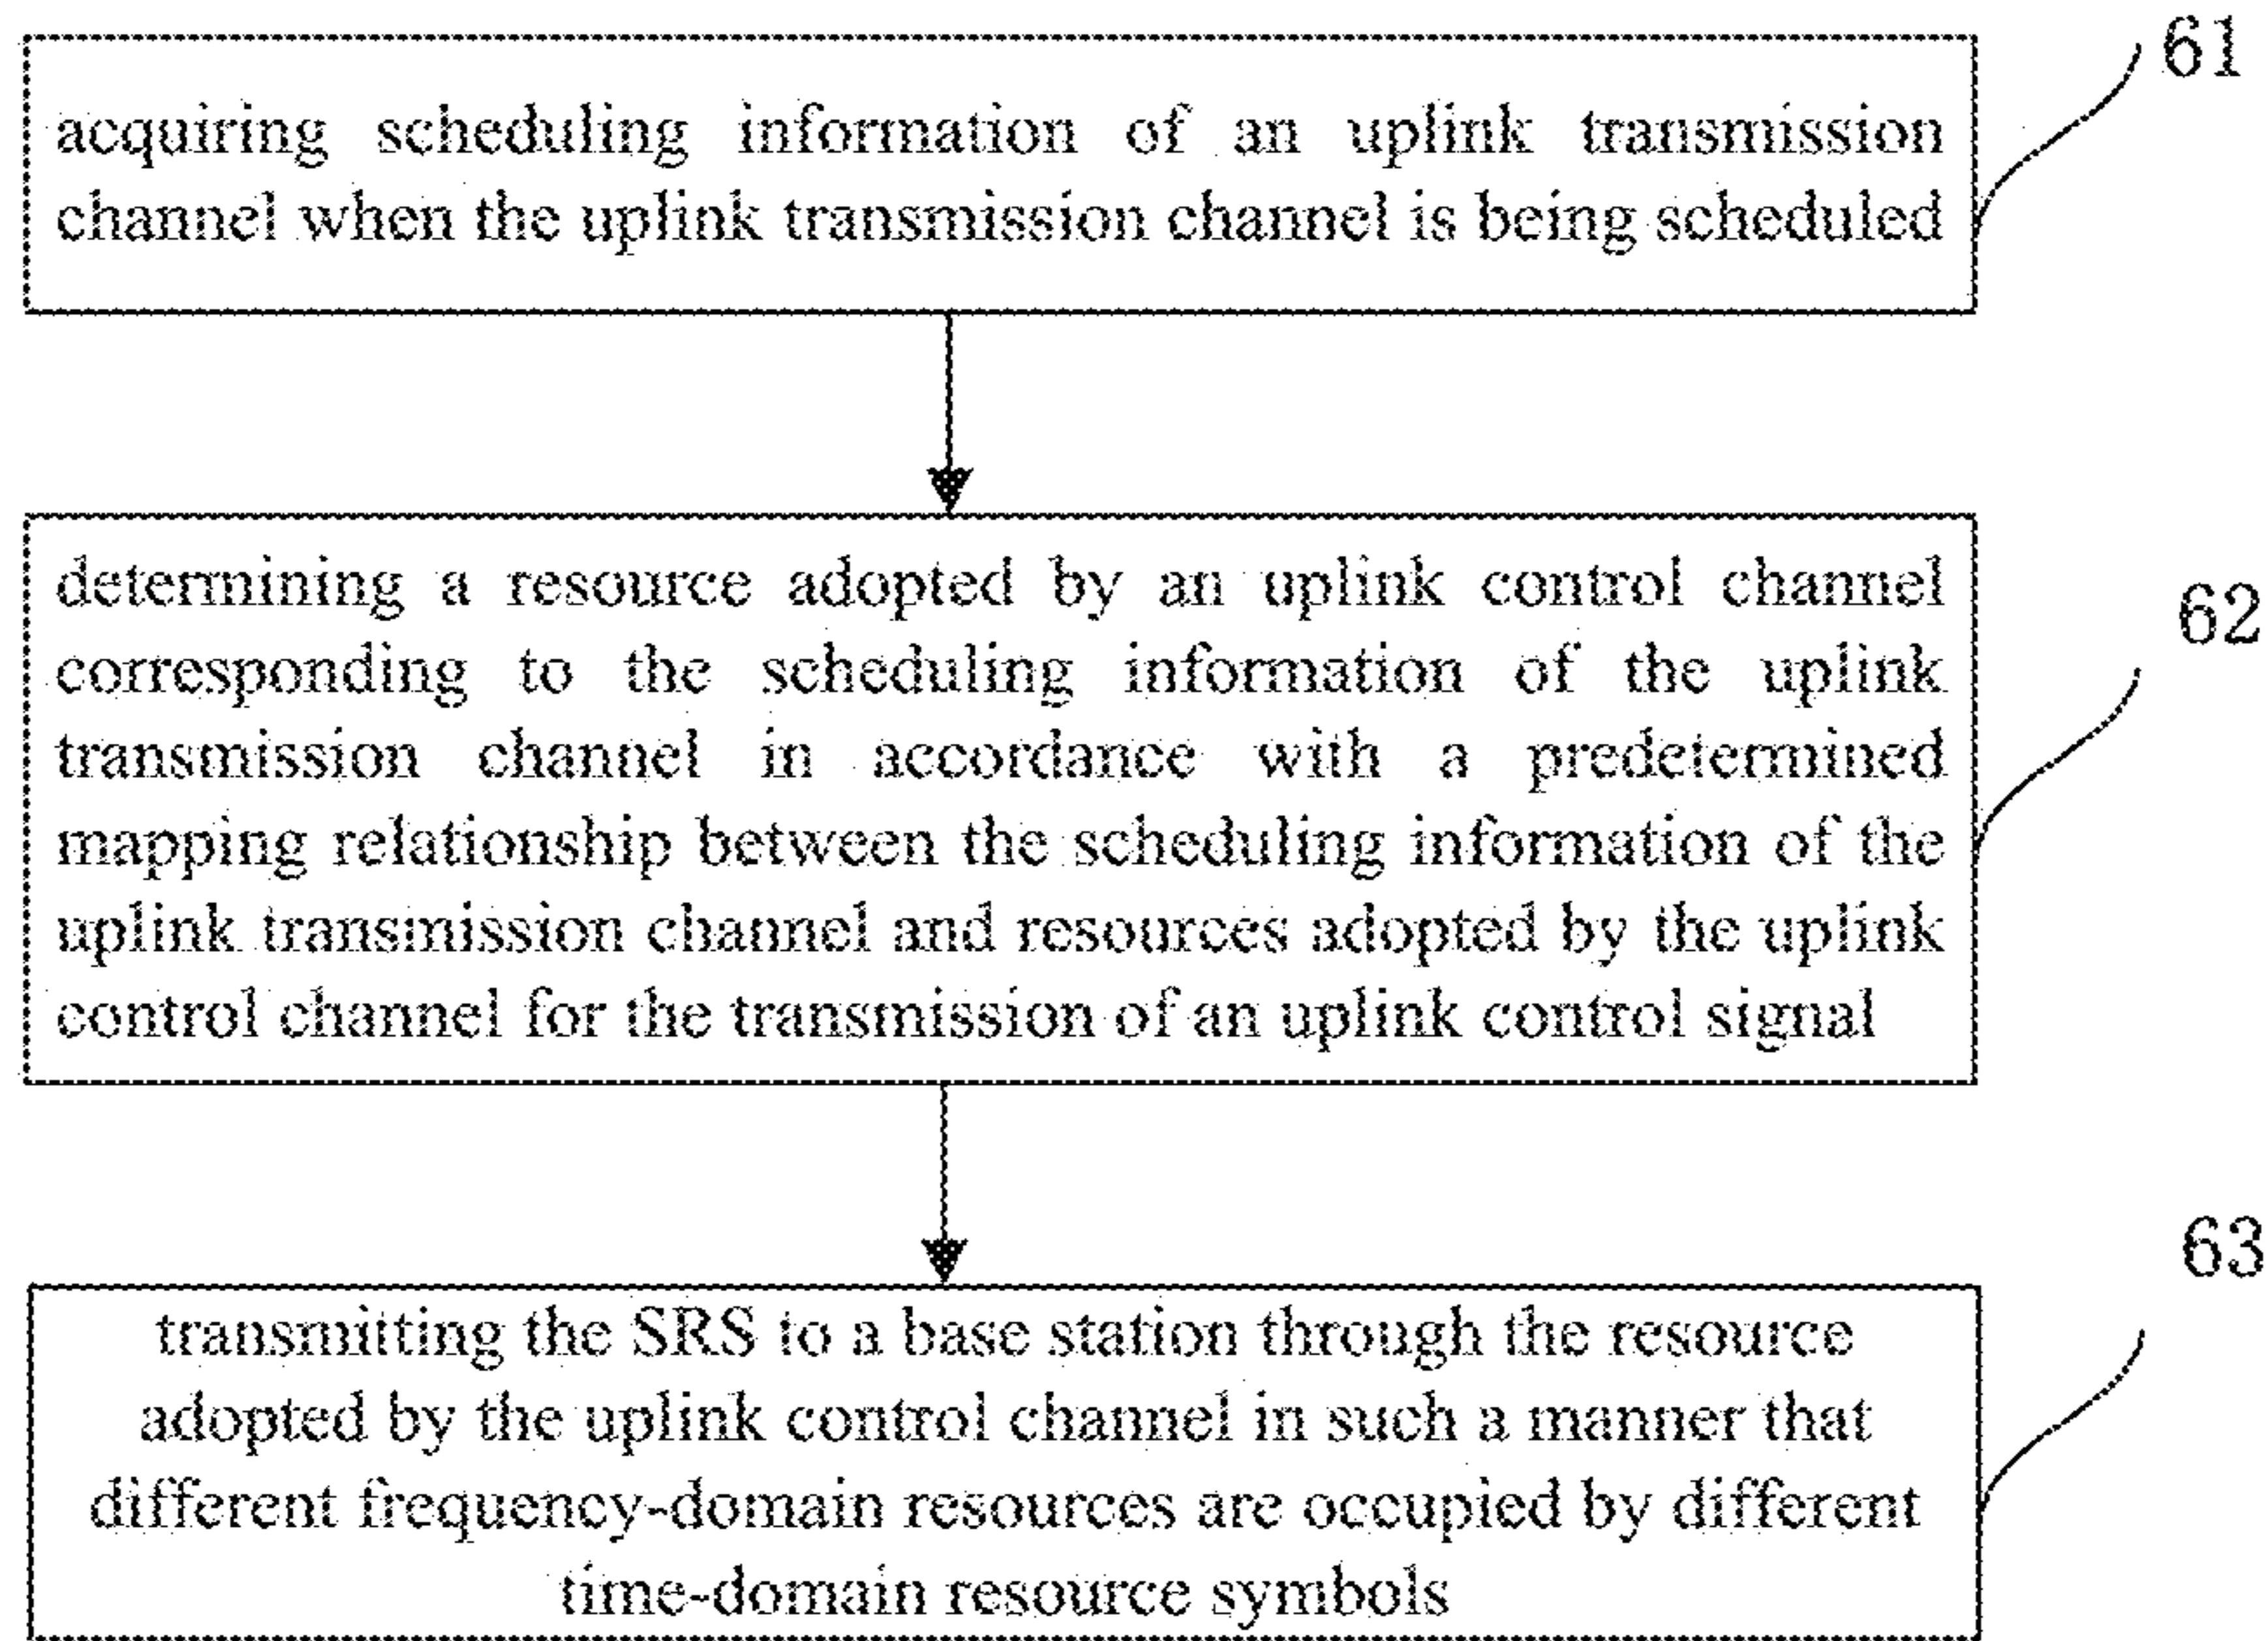 61
acquiring scheduling information of an uplink transmission
channel when the uplink transmission channel is being scheduled
62
determining a resource adopted by an uplink control channel
corresponding to the scheduling information of the uplink
transmission channel in accordance with a predetermined
mapping relationship between the scheduling information of the
uplink transmission channel and resources adopted by the uplink
control channel for the transmission of an uplink control signal
63
transmitting the SRS to a base station through the resource
adopted by the uplink control channel in such a manner that
different frequency-domain resources are occupied by different
time-domain resource symbols